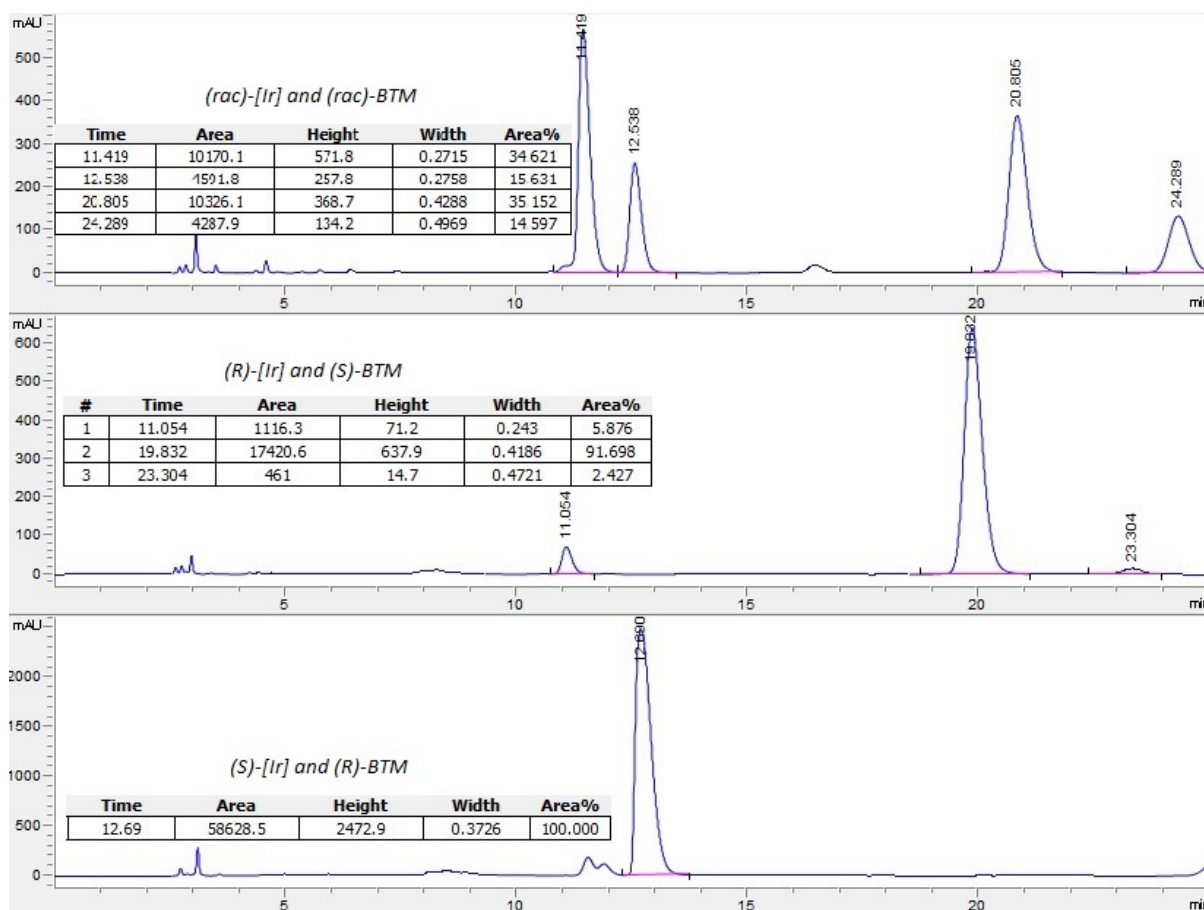 mAU
500
400
300
200
100
0
11.419
12.538
20.805
24.289
(rac)-[Ir] and (rac)-BTM
Time Area Height Width Area%
11.419 10170.1 571.8 0.2715 34.621
12.538 4591.8 257.8 0.2758 15.631
20.805 10326.1 368.7 0.4288 35.152
24.289 4287.9 134.2 0.4969 14.597
5 10 15 20
mAU
600
500
400
300
200
100
0
11.054
19.832
23.304
(R)-[Ir] and (S)-BTM
# Time Area Height Width Area%
1 11.054 1116.3 71.2 0.243 5.876
2 19.832 17420.6 637.9 0.4186 91.698
3 23.304 461 14.7 0.4721 2.427
5 10 15 20
mAU
2000
1500
1000
500
0
12.690
(S)-[Ir] and (R)-BTM
Time Area Height Width Area%
12.69 58628.5 2472.9 0.3726 100.000
5 10 15 20